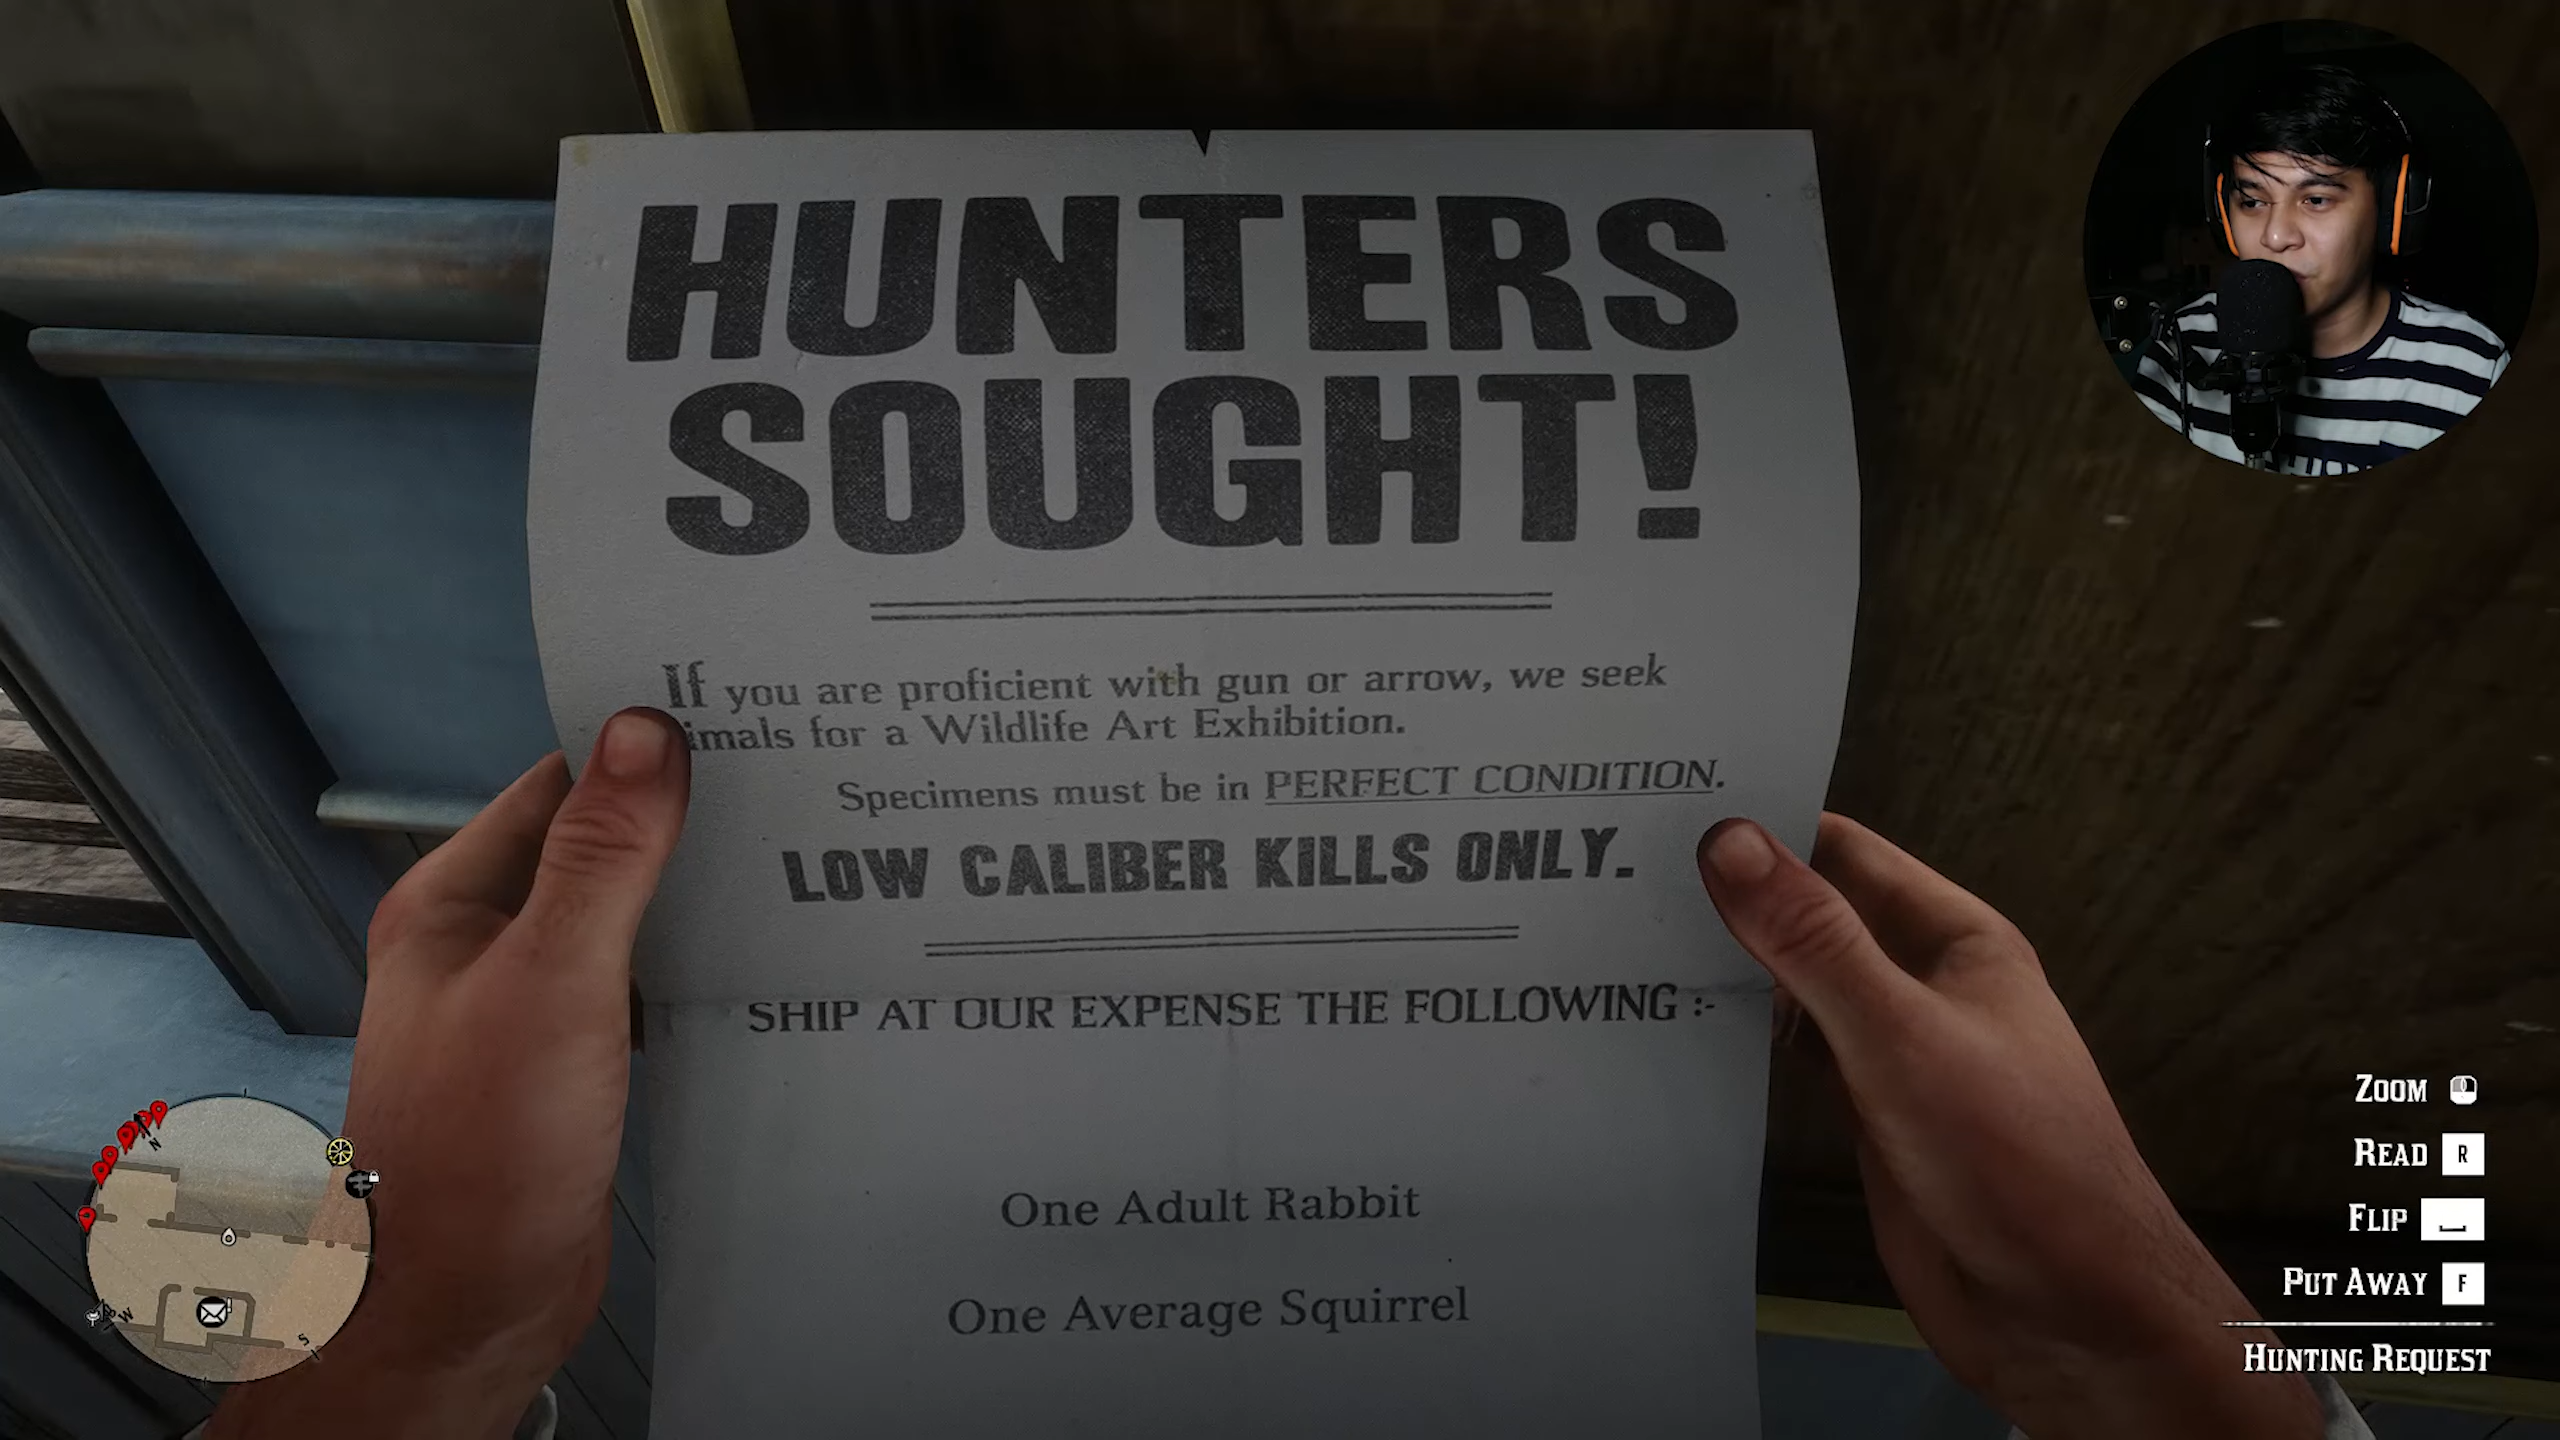 HUNTERS
SOUGHT!
If you are proficient with gun or arrow, we seek
imals for a Wildlife Art Exhibition.
Specimens must be in PERFECT CONDITION.
LOW CALIBER KILLS ONLY.
SHIP AT OUR EXPENSE THE FOLLOWING :-
One Adult Rabbit
One Average Squirrel
N
W
S
ZOOM
READ R
FLIP
PUT AWAY F
HUNTING REQUEST